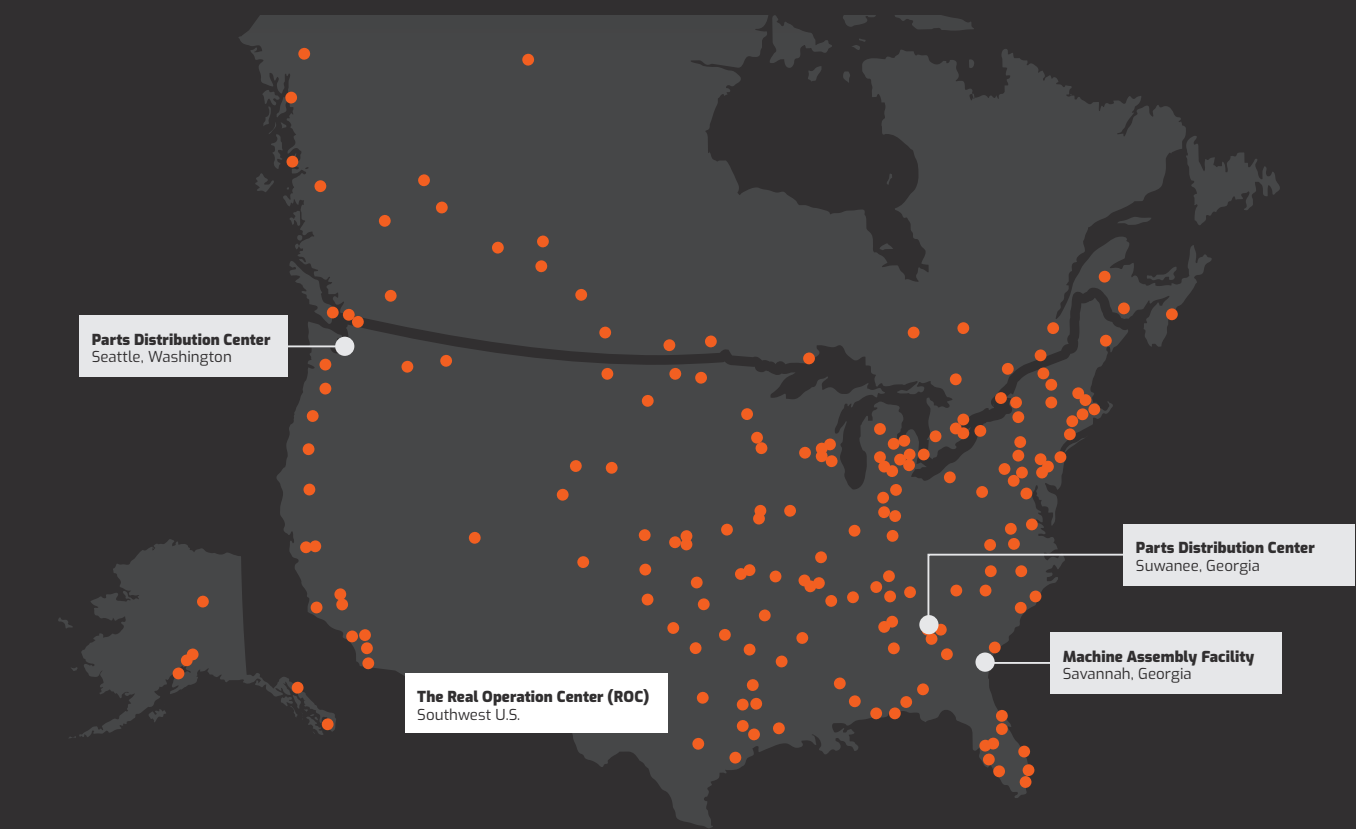 Parts Distribution Center
Seattle, Washington
Parts Distribution Center
Suwanee, Georgia
Machine Assembly Facility
Savannah, Georgia
The Real Operation Center (ROC)
Southwest U.S.